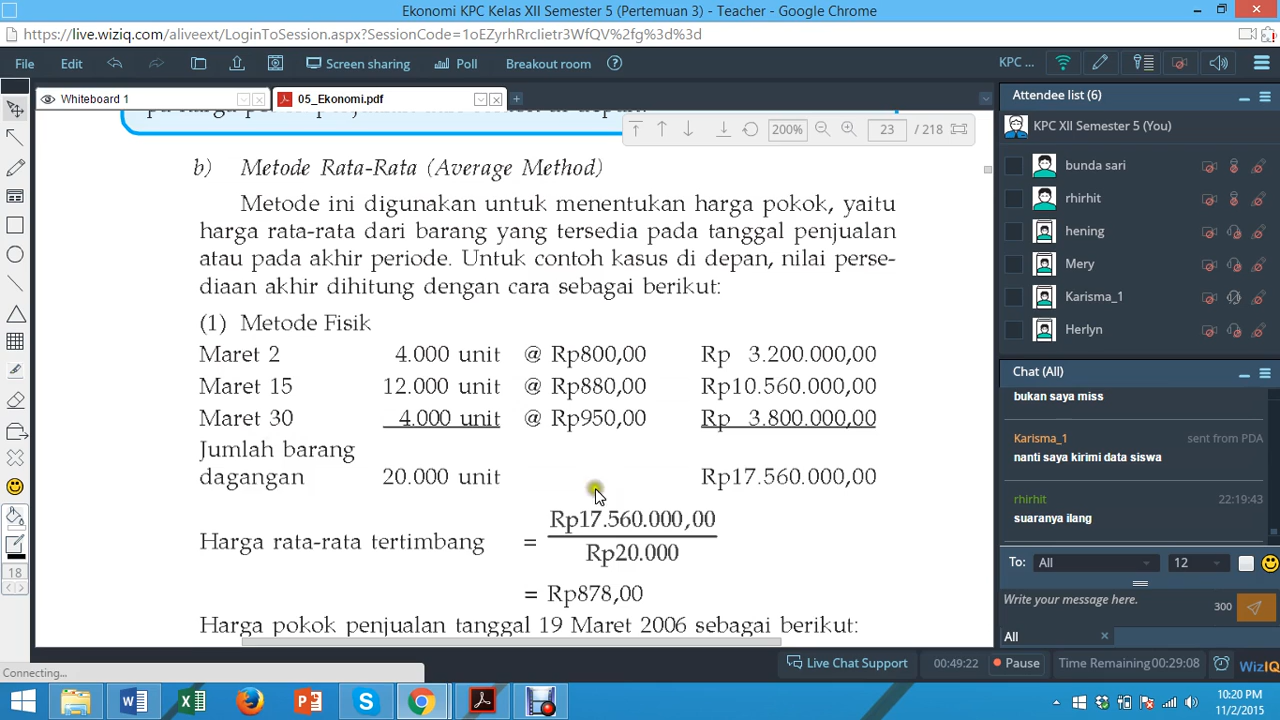 Ekonomi KPC Kelas XII Semester 5 (Pertemuan 3) - Teacher - Google Chrome
https://live.wiziq.com/aliveext/LoginToSession.aspx?SessionCode=1oEZyrhRrcIietr3WfQV%2fg%3d%3d
File Edit Screen sharing Poll Breakout room KPC ...
Whiteboard 1 05_Ekonomi.pdf
200% 23 / 218
b) Metode Rata-Rata (Average Method)
Metode ini digunakan untuk menentukan harga pokok, yaitu
harga rata-rata dari barang yang tersedia pada tanggal penjualan
atau pada akhir periode. Untuk contoh kasus di depan, nilai perse-
diaan akhir dihitung dengan cara sebagai berikut:
(1) Metode Fisik
Maret 2 4.000 unit @ Rp800,00 Rp 3.200.000,00
Maret 15 12.000 unit @ Rp880,00 Rp10.560.000,00
Maret 30 4.000 unit @ Rp950,00 Rp 3.800.000,00
Jumlah barang
dagangan 20.000 unit Rp17.560.000,00
Rp17.560.000,00
Harga rata-rata tertimbang =
Rp20.000
= Rp878,00
Harga pokok penjualan tanggal 19 Maret 2006 sebagai berikut:
18
Connecting...
Attendee list (6)
KPC XII Semester 5 (You)
bunda sari
rhirhit
hening
Mery
Karisma_1
Herlyn
Chat (All)
bukan saya miss
Karisma_1 sent from PDA
nanti saya kirimi data siswa
rhirhit 22:19:43
suaranya ilang
To: All 12
Write your message here. 300
All
Live Chat Support 00:49:22 Pause Time Remaining 00:29:08 WizIQ
10:20 PM
11/2/2015